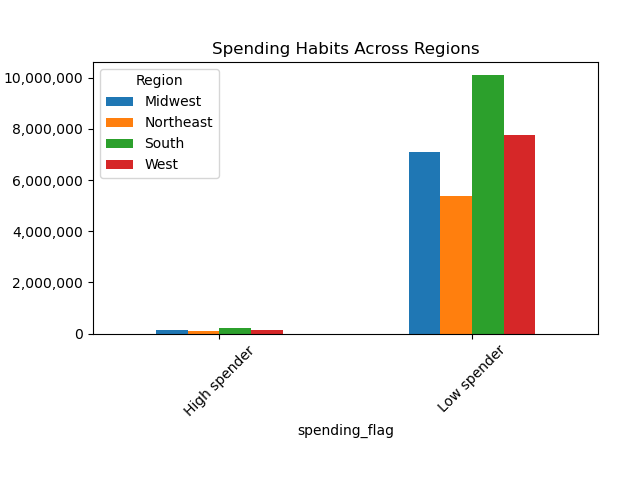 Spending Habits Across Regions
10,000,000
8,000,000
6,000,000
4,000,000
2,000,000
0
Region
Midwest
Northeast
South
West
High spender
Low spender
spending_flag